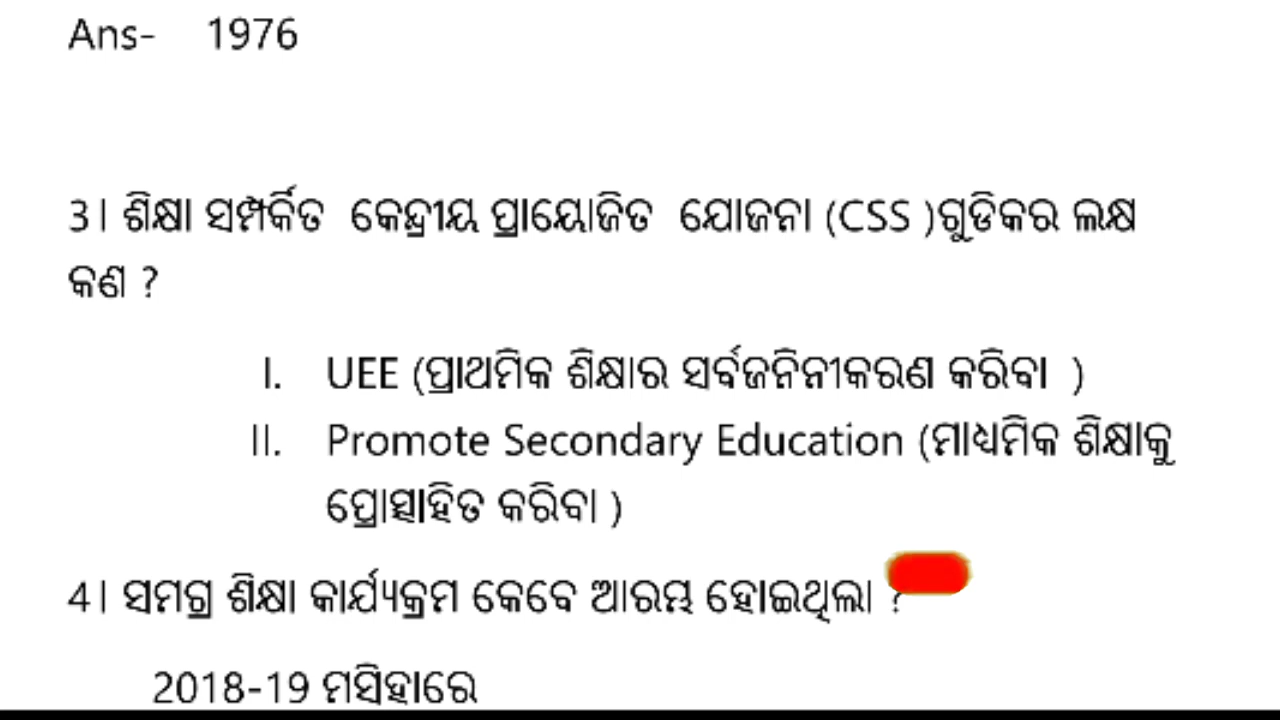 Ans- 1976
3। ଶିକ୍ଷା ସମ୍ପର୍କିତ କେନ୍ଦ୍ରୀୟ ପ୍ରାୟୋଜିତ ଯୋଜନା (CSS )ଗୁଡିକର ଲକ୍ଷ
କଣ ?
I. UEE (ପ୍ରାଥମିକ ଶିକ୍ଷାର ସର୍ବଜନିନୀକରଣ କରିବା )
II. Promote Secondary Education (ମାଧ୍ୟମିକ ଶିକ୍ଷାକୁ
ପ୍ରୋତ୍ସାହିତ କରିବା )
4। ସମଗ୍ର ଶିକ୍ଷା କାର୍ଯ୍ୟକ୍ରମ କେବେ ଆରମ୍ଭ ହୋଇଥିଲା ?
2018-19 ମସିହାରେ